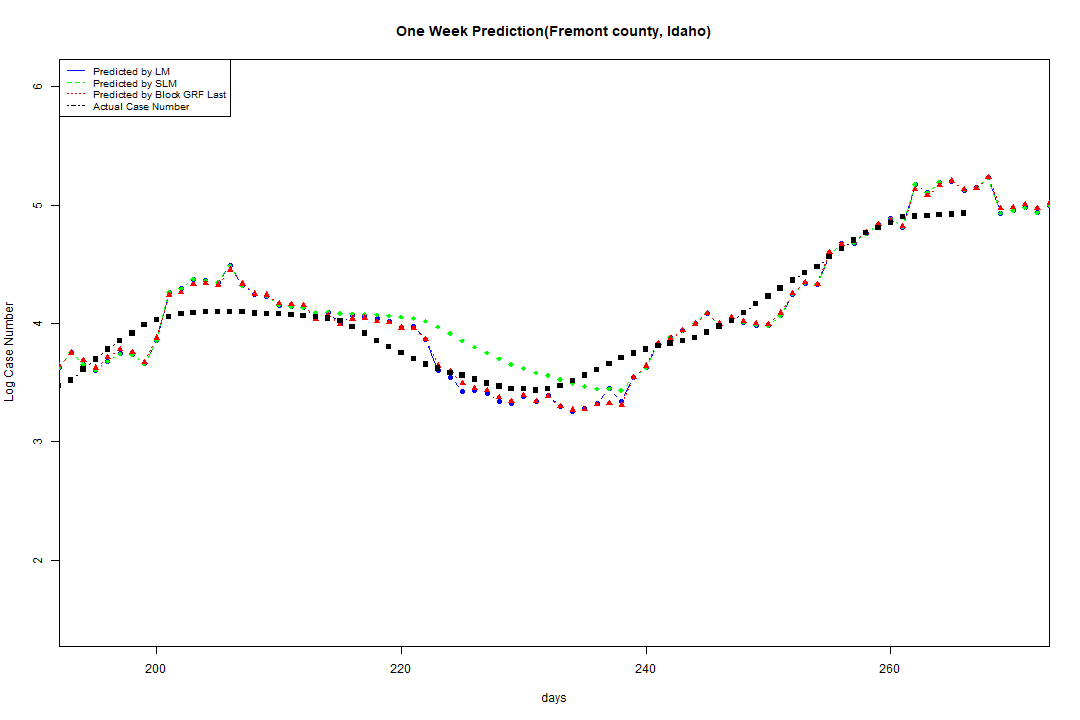 One Week Prediction(Fremont county, Idaho)
Predicted by LM
Predicted by SLM
Predicted by Block GRF Last
Actual Case Number
6
5
4
3
2
Log Case Number
200 220 240 260
days